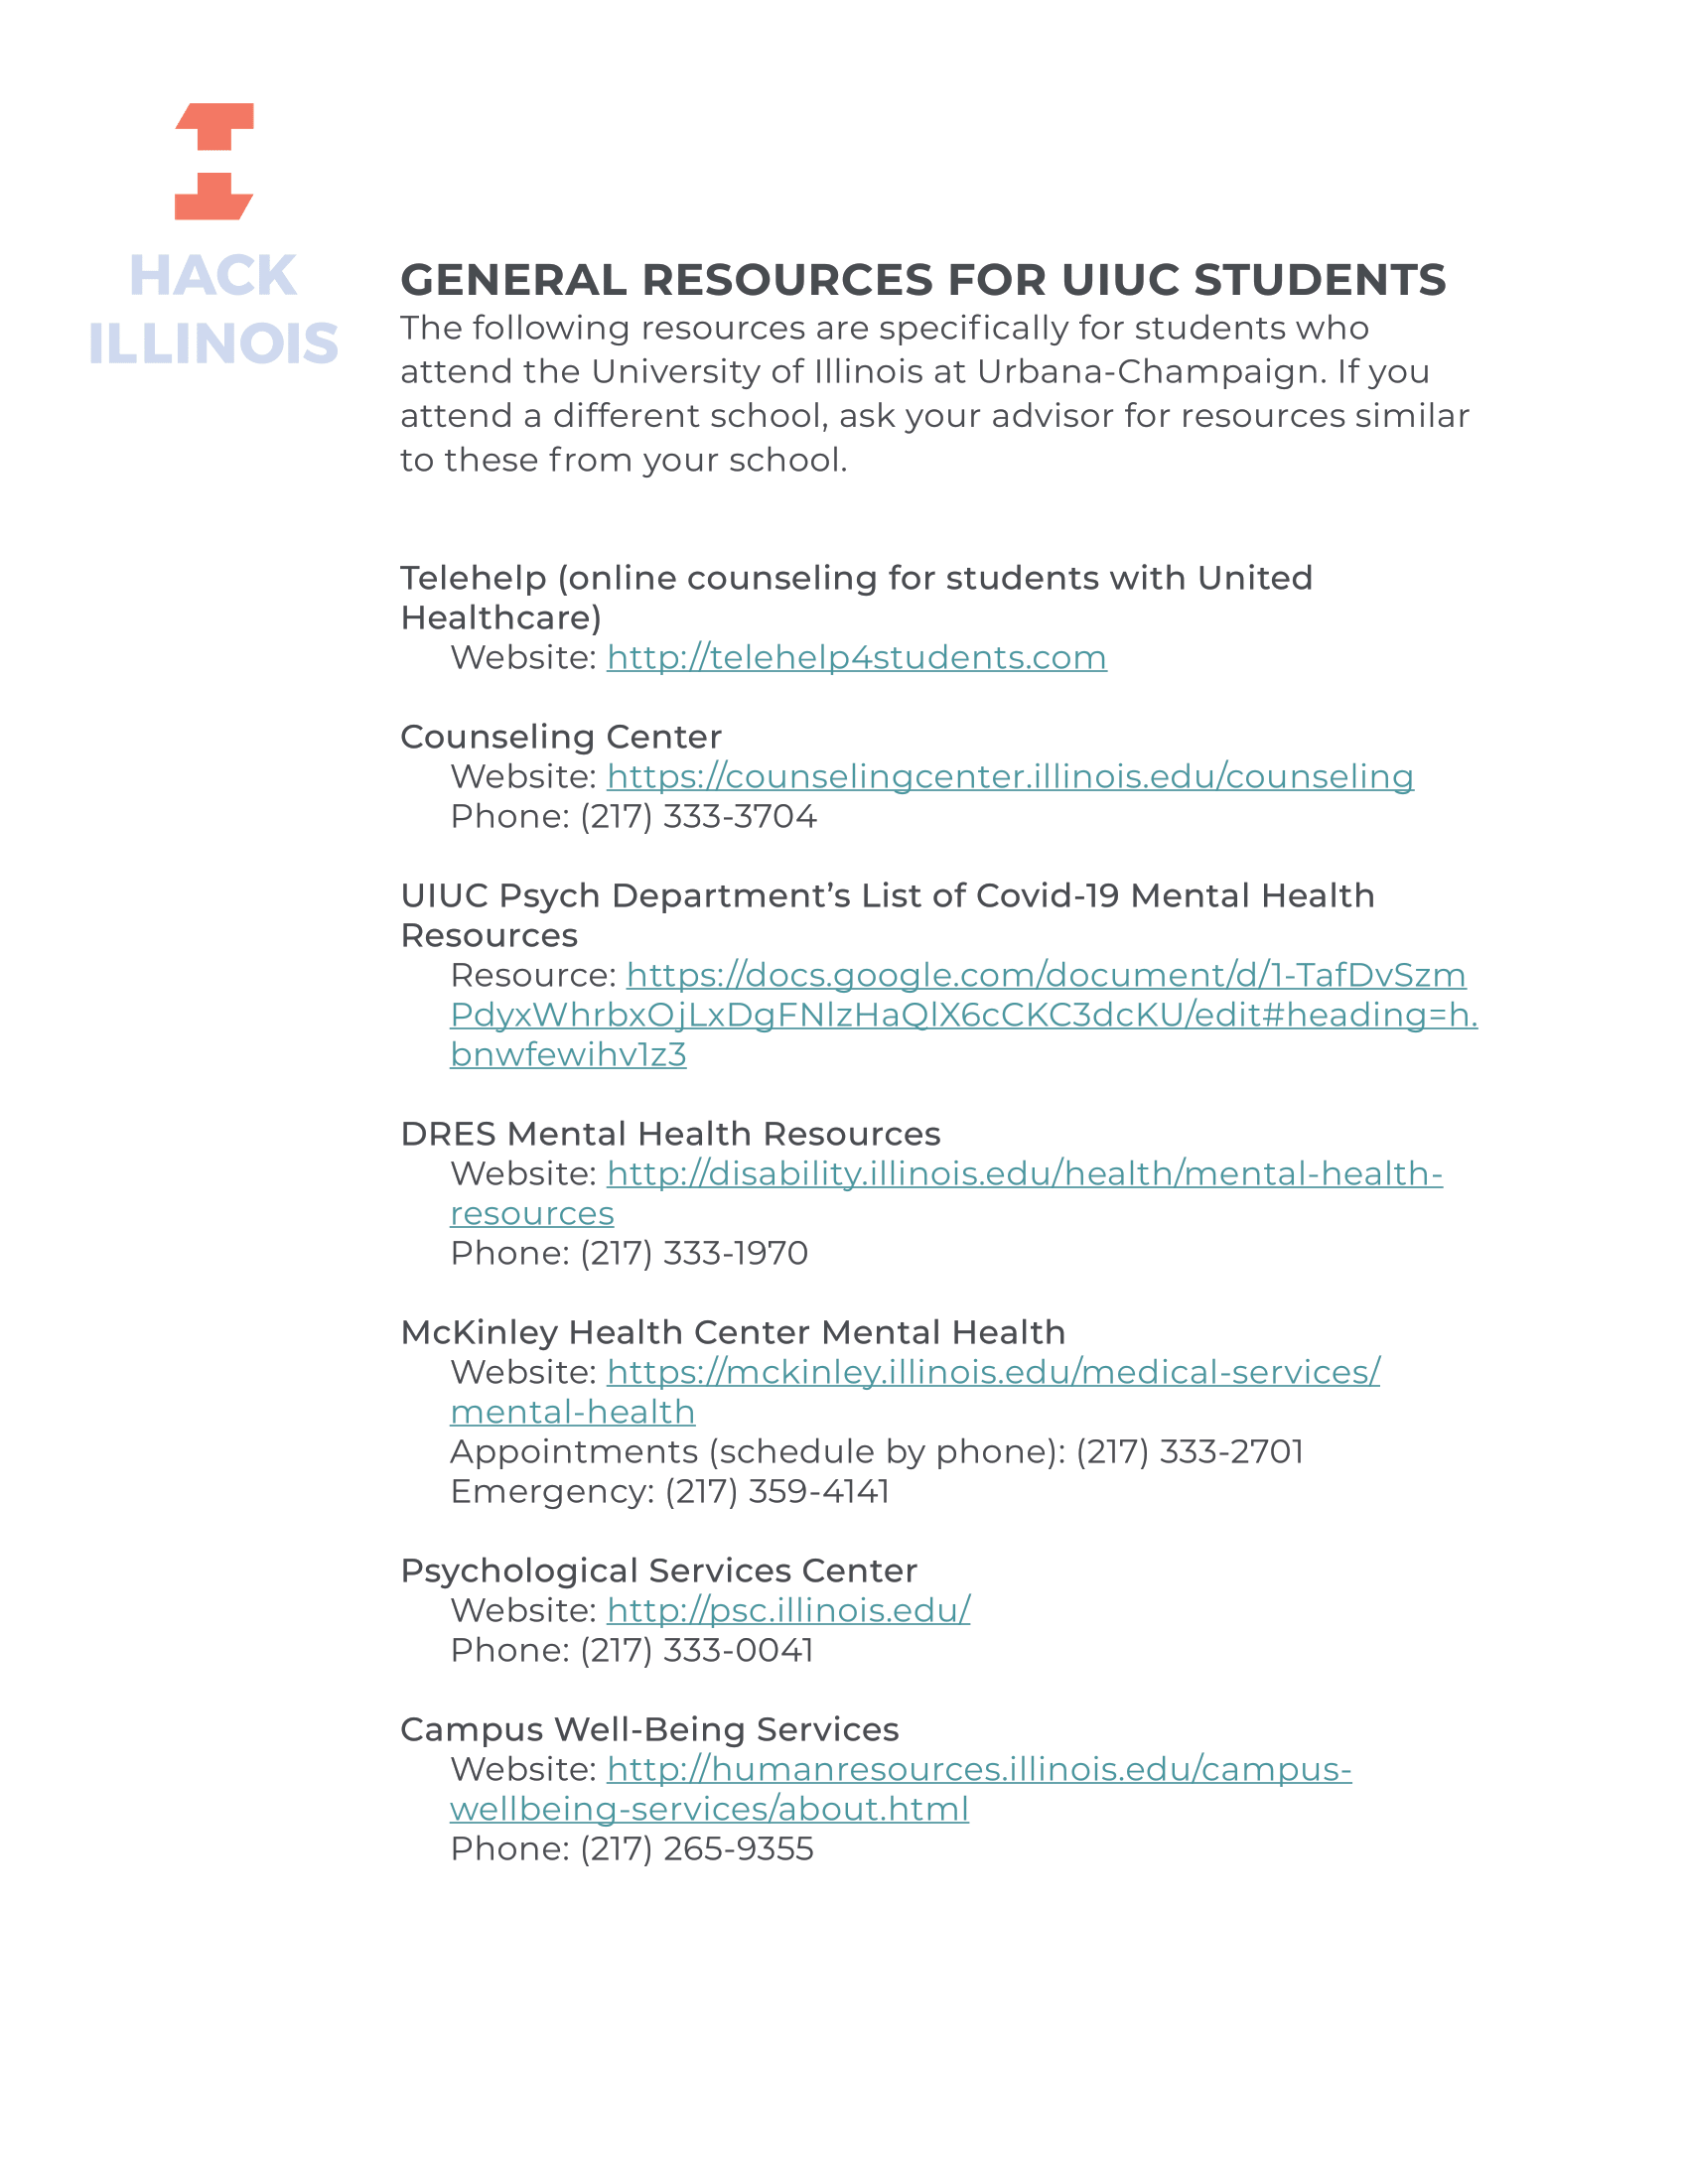 HACK
ILLINOIS
GENERAL RESOURCES FOR UIUC STUDENTS
The following resources are specifically for students who
attend the University of Illinois at Urbana-Champaign. If you
attend a different school, ask your advisor for resources similar
to these from your school.
Telehelp (online counseling for students with United
Healthcare)
Website: http://telehelp4students.com
Counseling Center
Website: https://counselingcenter.illinois.edu/counseling
Phone: (217) 333-3704
UIUC Psych Department’s List of Covid-19 Mental Health
Resources
Resource: https://docs.google.com/document/d/1-TafDvSzm
PdyxWhrbxOjLxDgFNlzHaQlX6cCKC3dcKU/edit#heading=h.
bnwfewihv1z3
DRES Mental Health Resources
Website: http://disability.illinois.edu/health/mental-health-
resources
Phone: (217) 333-1970
McKinley Health Center Mental Health
Website: https://mckinley.illinois.edu/medical-services/
mental-health
Appointments (schedule by phone): (217) 333-2701
Emergency: (217) 359-4141
Psychological Services Center
Website: http://psc.illinois.edu/
Phone: (217) 333-0041
Campus Well-Being Services
Website: http://humanresources.illinois.edu/campus-
wellbeing-services/about.html
Phone: (217) 265-9355